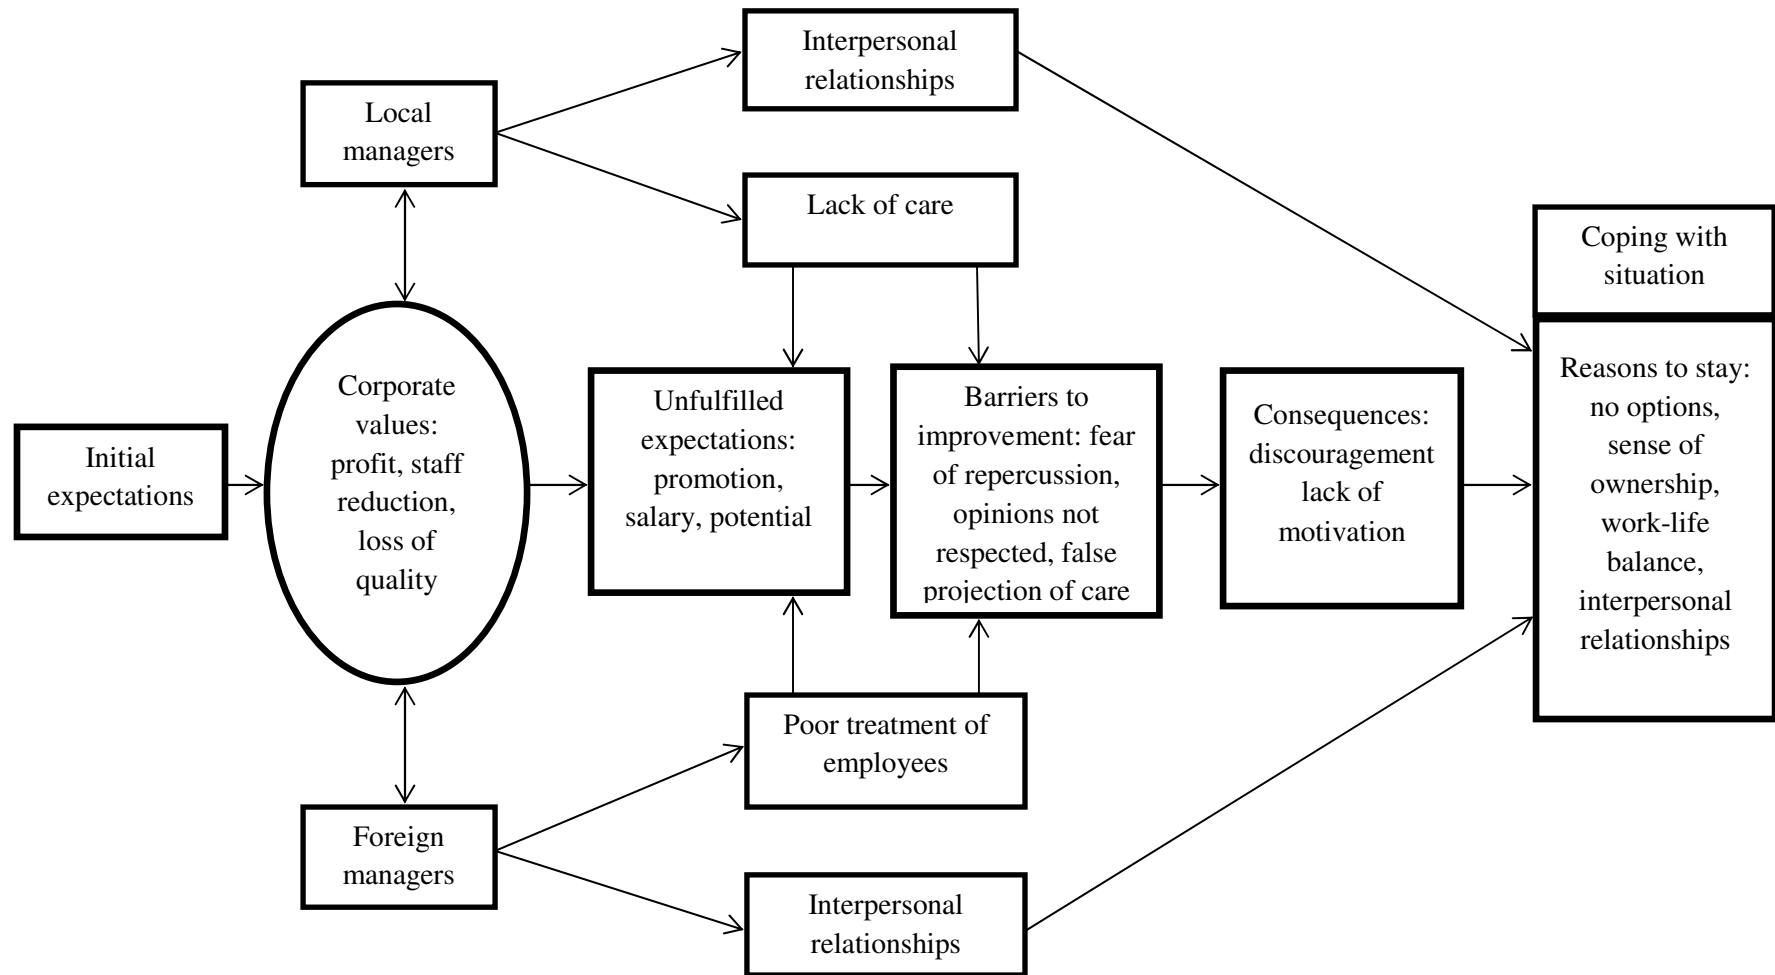 Interpersonal
relationships
Local
managers
Lack of care
Coping with
situation
Initial
expectations
Corporate
values:
profit, staff
reduction,
loss of
quality
Unfulfilled
expectations:
promotion,
salary, potential
Barriers to
improvement: fear
of repercussion,
opinions not
respected, false
projection of care
Consequences:
discouragement
lack of
motivation
Reasons to stay:
no options,
sense of
ownership,
work-life
balance,
interpersonal
relationships
Poor treatment of
employees
Foreign
managers
Interpersonal
relationships